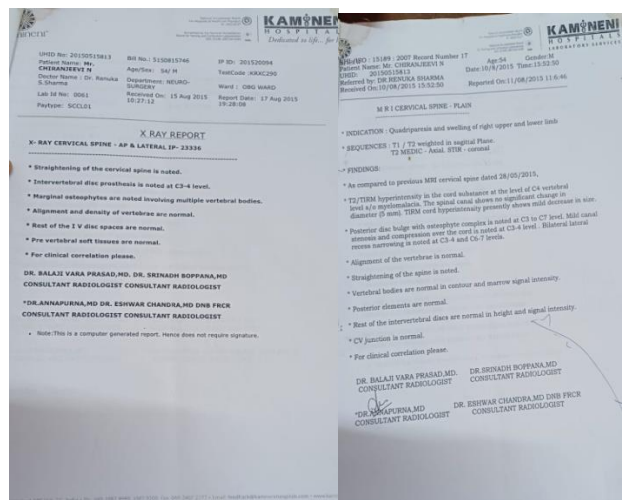 KAMINENI
HOSPITALS
Dedicated in life...
UHID No: 20150515813
Patient Name: Mr.
CHIRANJEEVI N
Doctor Name : Dr. Renuka
S.Sharma
Lab Id No: 0061
Paytype: SCCL01
Bill No.: 5150815746
Age/Sex: 54/ M
Department: NEURO-
SURGERY
Received On: 15 Aug 2015
10:27:12
IP ID: 201520094
TestCode :KXAC290
Ward : OBG WARD
Report Date: 17 Aug 2015
19:28:08
X RAY REPORT
X- RAY CERVICAL SPINE - AP & LATERAL IP- 23336
* Straightening of the cervical spine is noted.
* Intervertebral disc prosthesis is noted at C3-4 level.
* Marginal osteophytes are noted involving multiple vertebral bodies.
* Alignment and density of vertebrae are normal.
* Rest of the I V disc spaces are normal.
* Pre vertebral soft tissues are normal.
* For clinical correlation please.
DR. BALAJI VARA PRASAD,MD. DR. SRINADH BOPPANA,MD
CONSULTANT RADIOLOGIST CONSULTANT RADIOLOGIST
*DR.ANNAPURNA,MD DR. ESHWAR CHANDRA,MD DNB FRCR
CONSULTANT RADIOLOGIST CONSULTANT RADIOLOGIST
• Note:This is a computer generated report. Hence does not require signature.
KAMINENI
HOSPITALS
LABORATORY SERVICES
: 15189 : 2007 Record Number 17
Patient Name: Mr. CHIRANJEEVI N
UHID: 20150515813
Referred by: DR.RENUKA SHARMA
Received On:10/08/2015 15:52:50
Age:54 Gender:M
Date:10/8/2015 Time:15:52:50
Reported On:11/08/2015 11:6:46
M R I CERVICAL SPINE - PLAIN
* INDICATION : Quadriparesis and swelling of right upper and lower limb
* SEQUENCES : T1 / T2 weighted in sagittal Plane.
T2 MEDIC - Axial. STIR - coronal
* FINDINGS:
* As compared to previous MRI cervical spine dated 28/05/2015,
* T2/TIRM hyperintensity in the cord substance at the level of C4 vertebral
level s/o myelomalacia. The spinal canal shows no significant change in
diameter (5 mm). TIRM cord hyperintensity presently shows mild decrease in size.
* Posterior disc bulge with osteophyte complex is noted at C3 to C7 level. Mild canal
stenosis and compression over the cord is noted at C3-4 level . Bilateral lateral
recess narrowing is noted at C3-4 and C6-7 levels.
* Alignment of the vertebrae is normal.
* Straightening of the spine is noted.
* Vertebral bodies are normal in contour and marrow signal intensity.
* Posterior elements are normal.
* Rest of the intervertebral discs are normal in height and signal intensity.
* CV junction is normal.
* For clinical correlation please.
DR. BALAJI VARA PRASAD,MD. DR.SRINADH BOPPANA,MD
CONSULTANT RADIOLOGIST CONSULTANT RADIOLOGIST
*DR.ANNAPURNA,MD DR. ESHWAR CHANDRA,MD DNB FRCR
CONSULTANT RADIOLOGIST CONSULTANT RADIOLOGIST